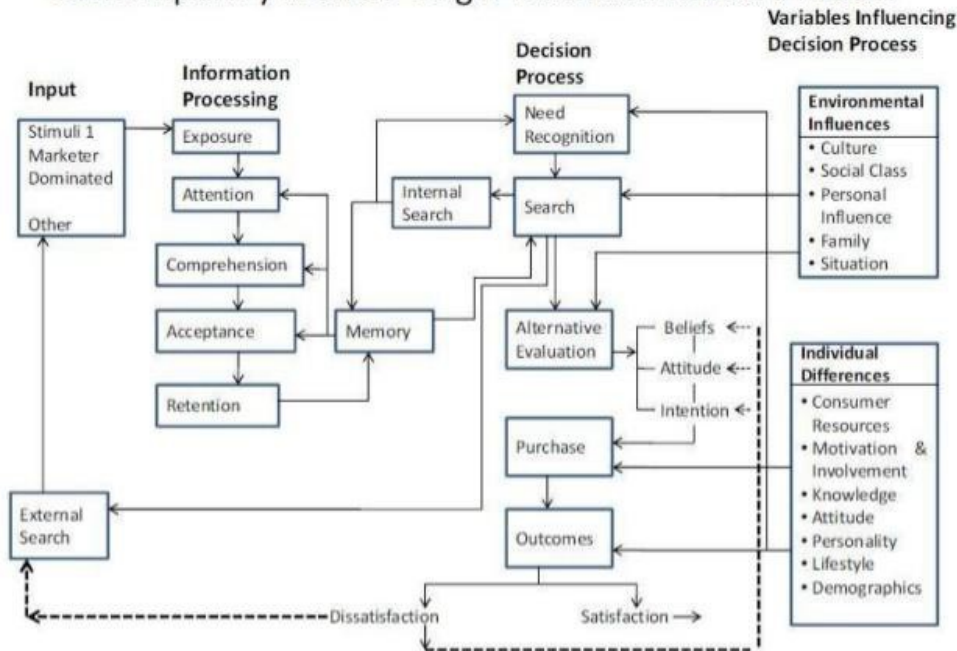 Variables Influencing
Decision Process
Input
Information
Processing
Decision
Process
Stimuli 1
Marketer
Dominated
Other
Exposure
Attention
Comprehension
Acceptance
Retention
Internal
Search
Memory
Need
Recognition
Search
Alternative
Evaluation
Beliefs
Attitude
Intention
Purchase
Outcomes
Dissatisfaction
Satisfaction
External
Search
Environmental
Influences
• Culture
• Social Class
• Personal
Influence
• Family
• Situation
Individual
Differences
• Consumer
Resources
• Motivation &
Involvement
• Knowledge
• Attitude
• Personality
• Lifestyle
• Demographics